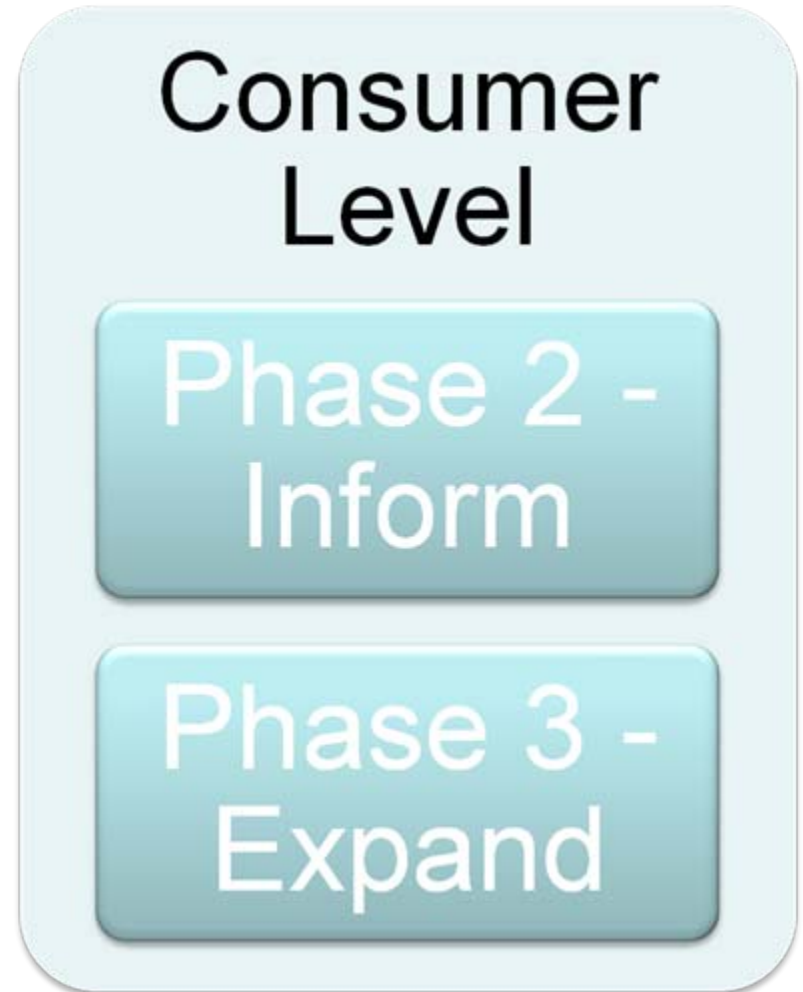 Consumer
Level
Phase 2 -
Inform
Phase 3 -
Expand